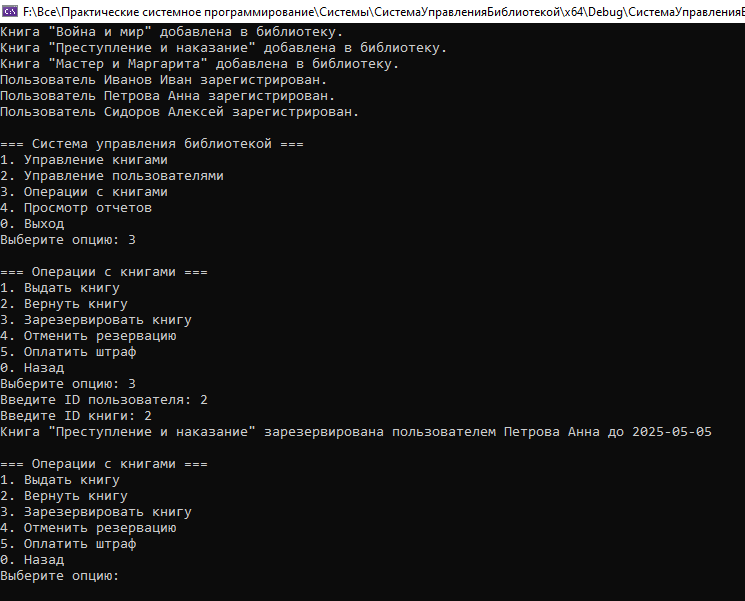 F:\Все\Практические системное программирование\Системы\СистемаУправленияБиблиотекой\x64\Debug\СистемаУправленияБ
Книга "Война и мир" добавлена в библиотеку.
Книга "Преступление и наказание" добавлена в библиотеку.
Книга "Мастер и Маргарита" добавлена в библиотеку.
Пользователь Иванов Иван зарегистрирован.
Пользователь Петрова Анна зарегистрирован.
Пользователь Сидоров Алексей зарегистрирован.
=== Система управления библиотекой ===
1. Управление книгами
2. Управление пользователями
3. Операции с книгами
4. Просмотр отчетов
0. Выход
Выберите опцию: 3
=== Операции с книгами ===
1. Выдать книгу
2. Вернуть книгу
3. Зарезервировать книгу
4. Отменить резервацию
5. Оплатить штраф
0. Назад
Выберите опцию: 3
Введите ID пользователя: 2
Введите ID книги: 2
Книга "Преступление и наказание" зарезервирована пользователем Петрова Анна до 2025-05-05
=== Операции с книгами ===
1. Выдать книгу
2. Вернуть книгу
3. Зарезервировать книгу
4. Отменить резервацию
5. Оплатить штраф
0. Назад
Выберите опцию: